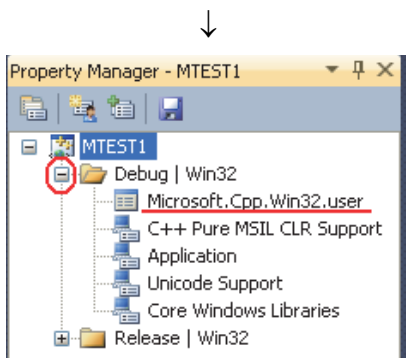 Property Manager - MTEST1
MTEST1
Debug | Win32
Microsoft.Cpp.Win32.user
C++ Pure MSIL CLR Support
Application
Unicode Support
Core Windows Libraries
Release | Win32